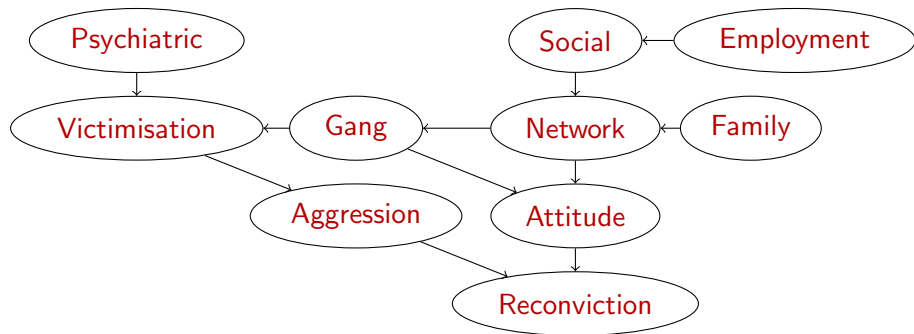 Psychiatric
Social
Employment
Victimisation
Gang
Network
Family
Aggression
Attitude
Reconviction